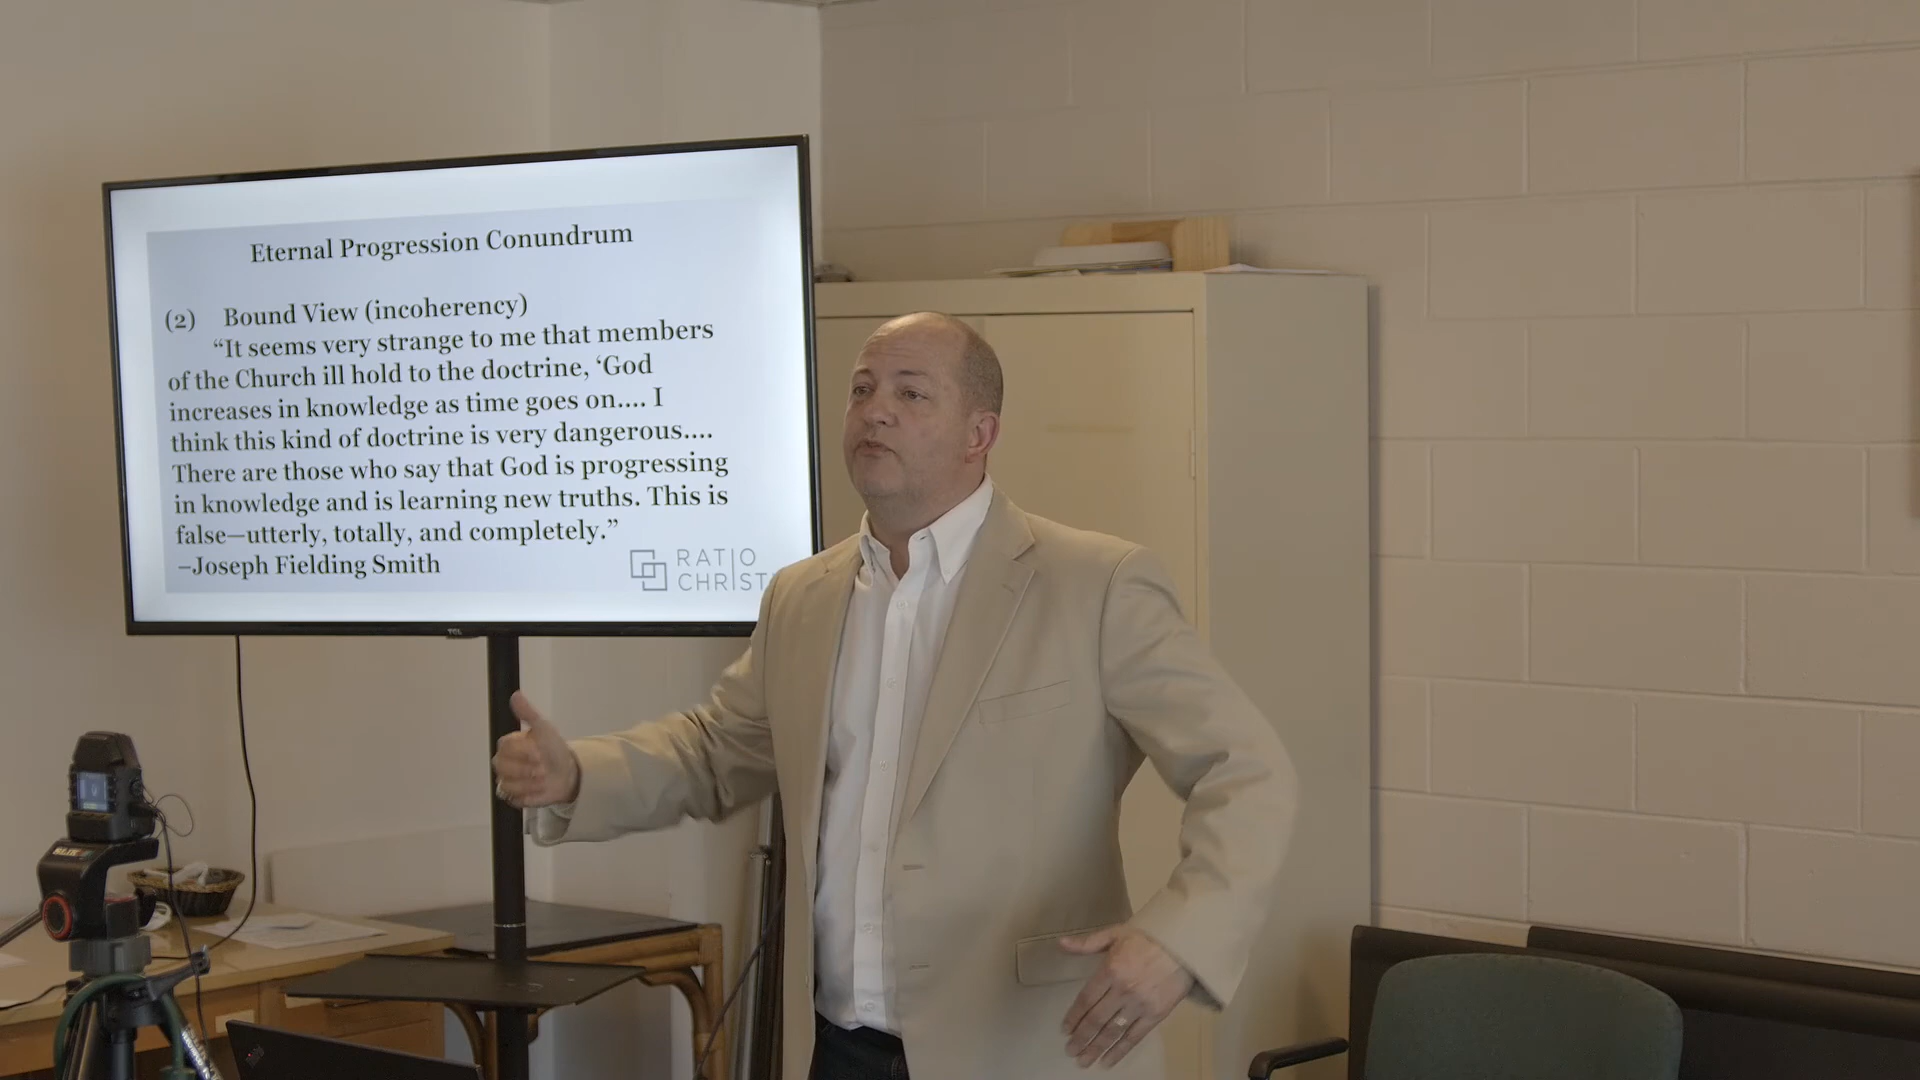 Eternal Progression Conundrum
(2) Bound View (incoherency)
“It seems very strange to me that members
of the Church ill hold to the doctrine, ‘God
increases in knowledge as time goes on.... I
think this kind of doctrine is very dangerous....
There are those who say that God is progressing
in knowledge and is learning new truths. This is
false—utterly, totally, and completely.”
–Joseph Fielding Smith
RATIO
CHRIST
TCL